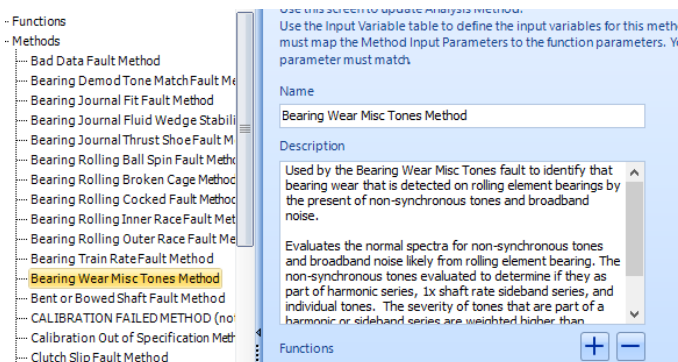 Functions
Methods
Bad Data Fault Method
Bearing Demod Tone Match Fault Me
Bearing Journal Fit Fault Method
Bearing Journal Fluid Wedge Stabili
Bearing Journal Thrust Shoe Fault M
Bearing Rolling Ball Spin Fault Metho
Bearing Rolling Broken Cage Method
Bearing Rolling Cocked Fault Method
Bearing Rolling Inner Race Fault Met
Bearing Rolling Outer Race Fault Me
Bearing Train Rate Fault Method
Bearing Wear Misc Tones Method
Bent or Bowed Shaft Fault Method
CALIBRATION FAILED METHOD (no
Calibration Out of Specification Meth
Clutch Slip Fault Method
Use this screen to update Analysis Method.
Use the Input Variable table to define the input variables for this meth
must map the Method Input Parameters to the function parameters. Y
parameter must match.
Name
Bearing Wear Misc Tones Method
Description
Used by the Bearing Wear Misc Tones fault to identify that
bearing wear that is detected on rolling element bearings by
the present of non-synchronous tones and broadband
noise.
Evaluates the normal spectra for non-synchronous tones
and broadband noise likely from rolling element bearing. The
non-synchronous tones evaluated to determine if they as
part of harmonic series, 1x shaft rate sideband series, and
individual tones. The severity of tones that are part of a
harmonic or sideband series are weighted higher than
Functions